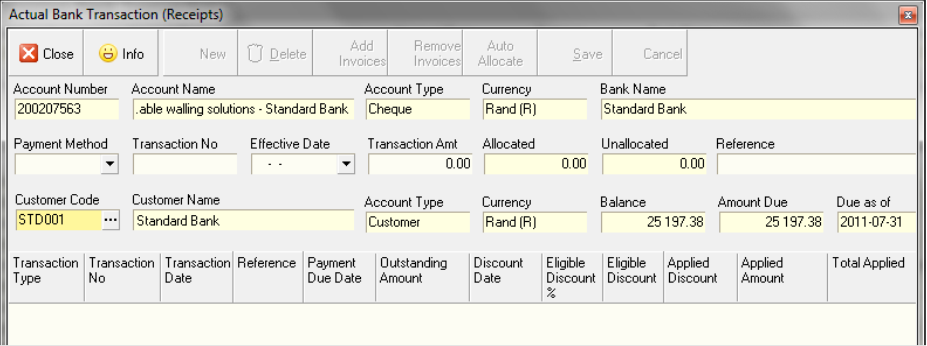 Actual Bank Transaction (Receipts)
Close Info New Delete Add Invoices Remove Invoices Auto Allocate Save Cancel
Account Number Account Name Account Type Currency Bank Name
200207563 .able walling solutions - Standard Bank Cheque Rand (R) Standard Bank
Payment Method Transaction No Effective Date Transaction Amt Allocated Unallocated Reference
- - 0.00 0.00 0.00
Customer Code Customer Name Account Type Currency Balance Amount Due Due as of
STD001 ... Standard Bank Customer Rand (R) 25 197.38 25 197.38 2011-07-31
Transaction Type Transaction No Transaction Date Reference Payment Due Date Outstanding Amount Discount Date Eligible Discount % Eligible Discount Applied Discount Applied Amount Total Applied